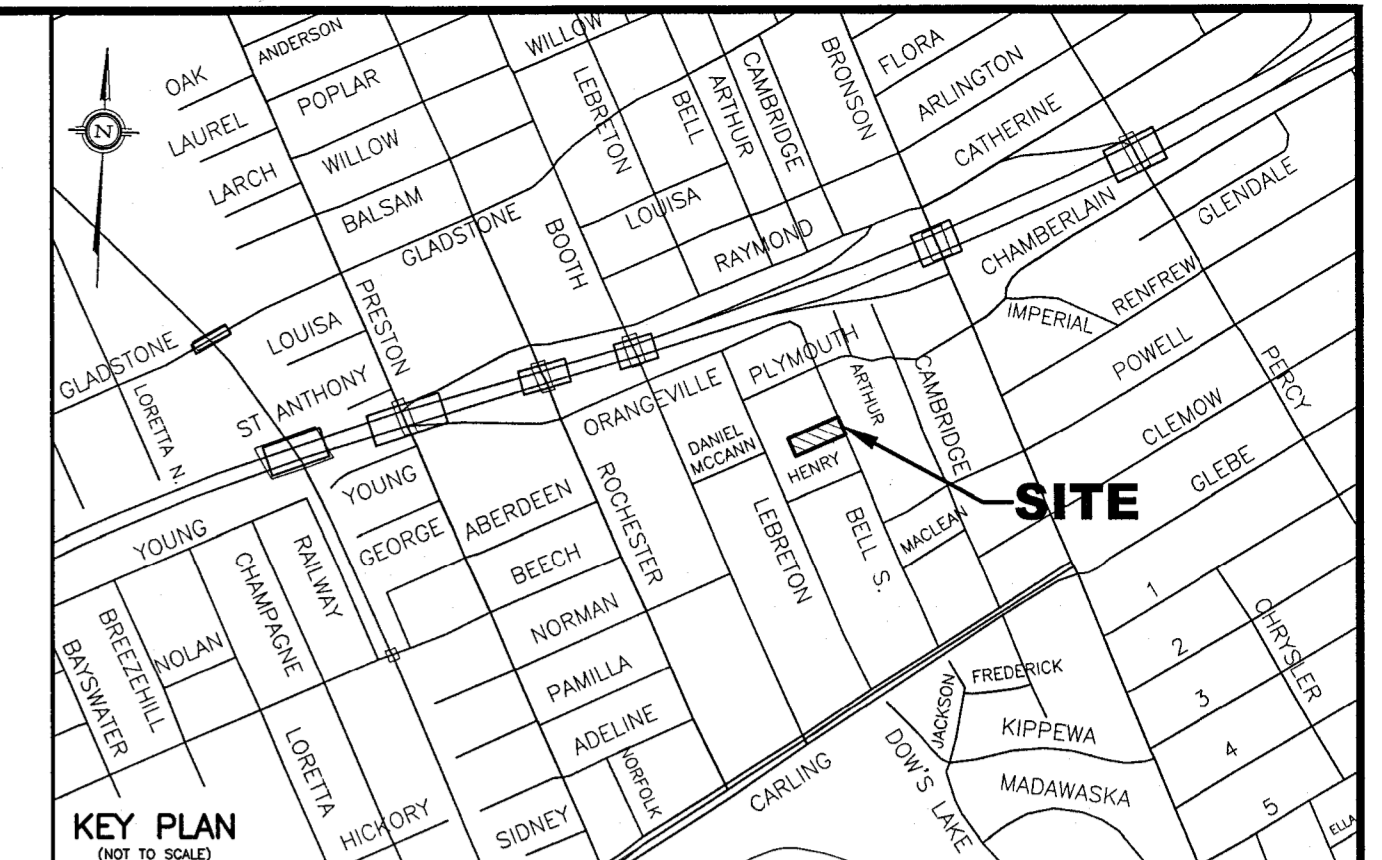 OAK
ANDERSON
WILLOW
LAUREL
POPLAR
LARCH
WILLOW
BALSAM
GLADSTONE
N
LEBRETON
BELL
ARTHUR
CAMBRIDGE
BRONSON
FLORA
ARLINGTON
CATHERINE
LOUISA
RAYMOND
BOOTH
PRESTON
CHAMBERLAIN
GLENDALE
RENFREW
IMPERIAL
POWELL
PERCY
CLEMOW
GLEBE
GLADSTONE
LOUISA
ST ANTHONY
LORETTA N.
ORANGEVILLE
PLYMOUTH
ARTHUR
CAMBRIDGE
DANIEL
MCCANN
HENRY
SITE
YOUNG
YOUNG
GEORGE
ABERDEEN
ROCHESTER
LEBRETON
BELL S.
MACLEAN
BEECH
NORMAN
PAMILLA
ADELINE
NORFOLK
SIDNEY
RAILWAY
CHAMPAGNE
NOLAN
BREEZEHILL
BAYSWATER
LORETTA
HICKORY
CARLING
DOW'S LAKE
JACKSON
FREDERICK
KIPPEWA
MADAWASKA
1
2
3
4
5
CHRYSLER
ELLA
KEY PLAN
(NOT TO SCALE)